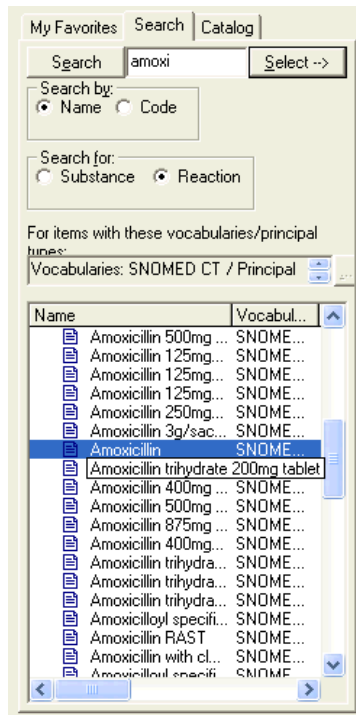 My Favorites Search Catalog
Search amoxi Select -->
Search by:
Name Code
Search for:
Substance Reaction
For items with these vocabularies/principal
types:
Vocabularies: SNOMED CT / Principal ...
Name Vocabul...
Amoxicillin 500mg ... SNOME...
Amoxicillin 125mg ... SNOME...
Amoxicillin 125mg... SNOME...
Amoxicillin 125mg... SNOME...
Amoxicillin 250mg... SNOME...
Amoxicillin 3g/sac... SNOME...
Amoxicillin SNOME...
Amoxicillin trihydrate 200mg tablet
Amoxicillin 400mg ... SNOME...
Amoxicillin 500mg ... SNOME...
Amoxicillin 875mg ... SNOME...
Amoxicillin 400mg... SNOME...
Amoxicillin trihydra... SNOME...
Amoxicillin trihydra... SNOME...
Amoxicillin trihydra... SNOME...
Amoxicilloyl specifi... SNOME...
Amoxicillin RAST SNOME...
Amoxicillin with cl... SNOME...
Amoxicilloyl specifi... SNOME...